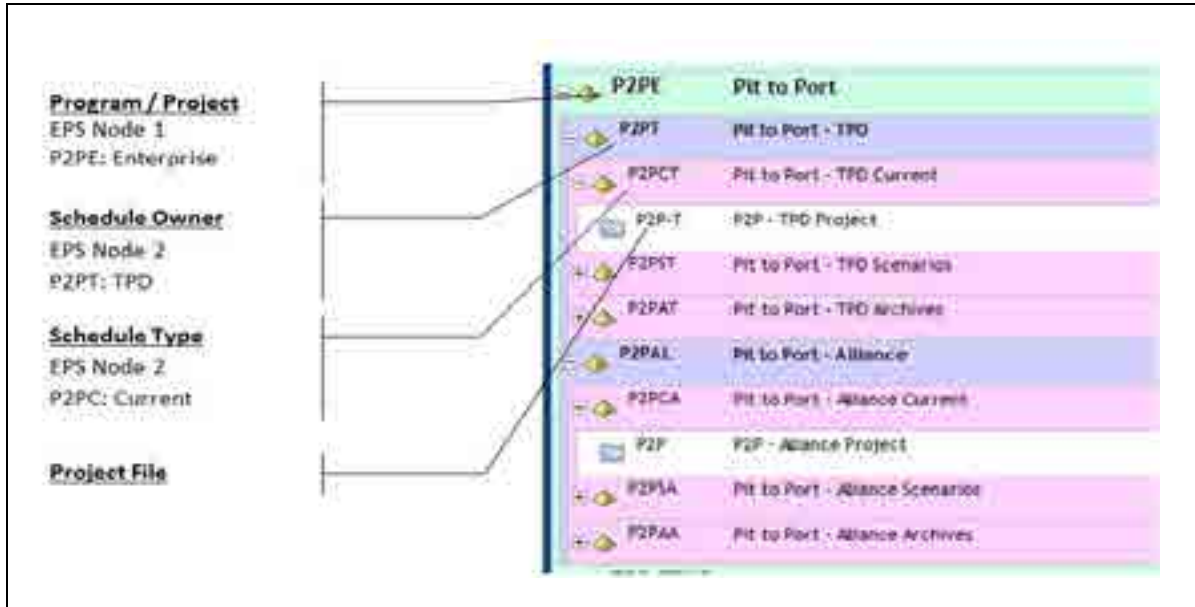 Program / Project
EPS Node 1
P2PE: Enterprise
Schedule Owner
EPS Node 2
P2PT: TPD
Schedule Type
EPS Node 2
P2PC: Current
Project File
P2PE Pit to Port
P2PT Pit to Port - TPD
P2PCT Pit to Port - TPD Current
P2P-T P2P - TPD Project
P2PST Pit to Port - TPD Scenarios
P2PAT Pit to Port - TPD Archives
P2PAL Pit to Port - Alliance
P2PCA Pit to Port - Alliance Current
P2P P2P - Alliance Project
P2PSA Pit to Port - Alliance Scenarios
P2PAA Pit to Port - Alliance Archives